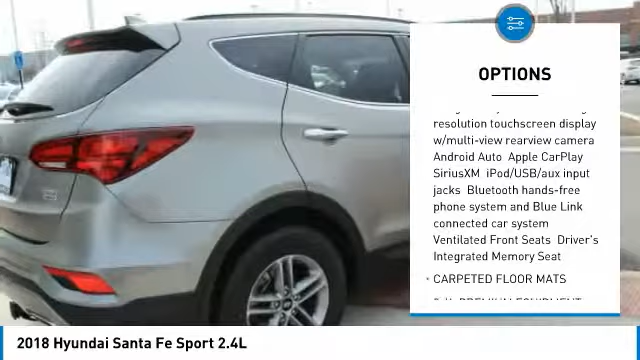 OPTIONS
resolution touchscreen display
w/multi-view rearview camera
Android Auto Apple CarPlay
SiriusXM iPod/USB/aux input
jacks Bluetooth hands-free
phone system and Blue Link
connected car system
Ventilated Front Seats Driver's
Integrated Memory Seat
• CARPETED FLOOR MATS
2018 Hyundai Santa Fe Sport 2.4L